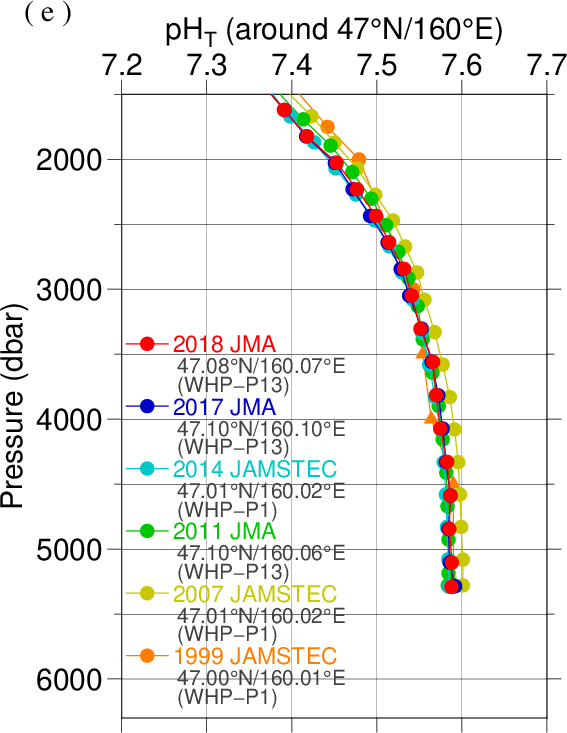 ( e )
pH_T (around 47°N/160°E)
7.2 7.3 7.4 7.5 7.6 7.7
Pressure (dbar)
2000
3000
2018 JMA
47.08°N/160.07°E
(WHP−P13)
2017 JMA
4000
47.10°N/160.10°E
(WHP−P13)
2014 JAMSTEC
47.01°N/160.02°E
(WHP−P1)
2011 JMA
5000
47.10°N/160.06°E
(WHP−P13)
2007 JAMSTEC
47.01°N/160.02°E
(WHP−P1)
1999 JAMSTEC
6000
47.00°N/160.01°E
(WHP−P1)